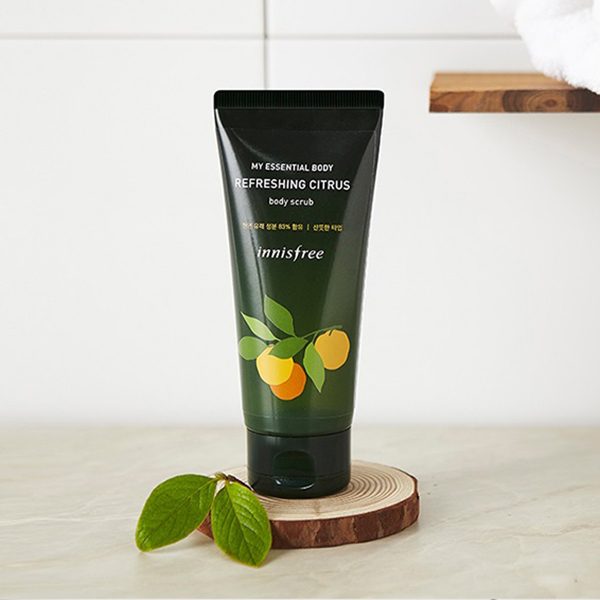 MY ESSENTIAL BODY
REFRESHING CITRUS
body scrub
자연 유래 성분 83% 함유 | 산뜻한 타입
innisfree